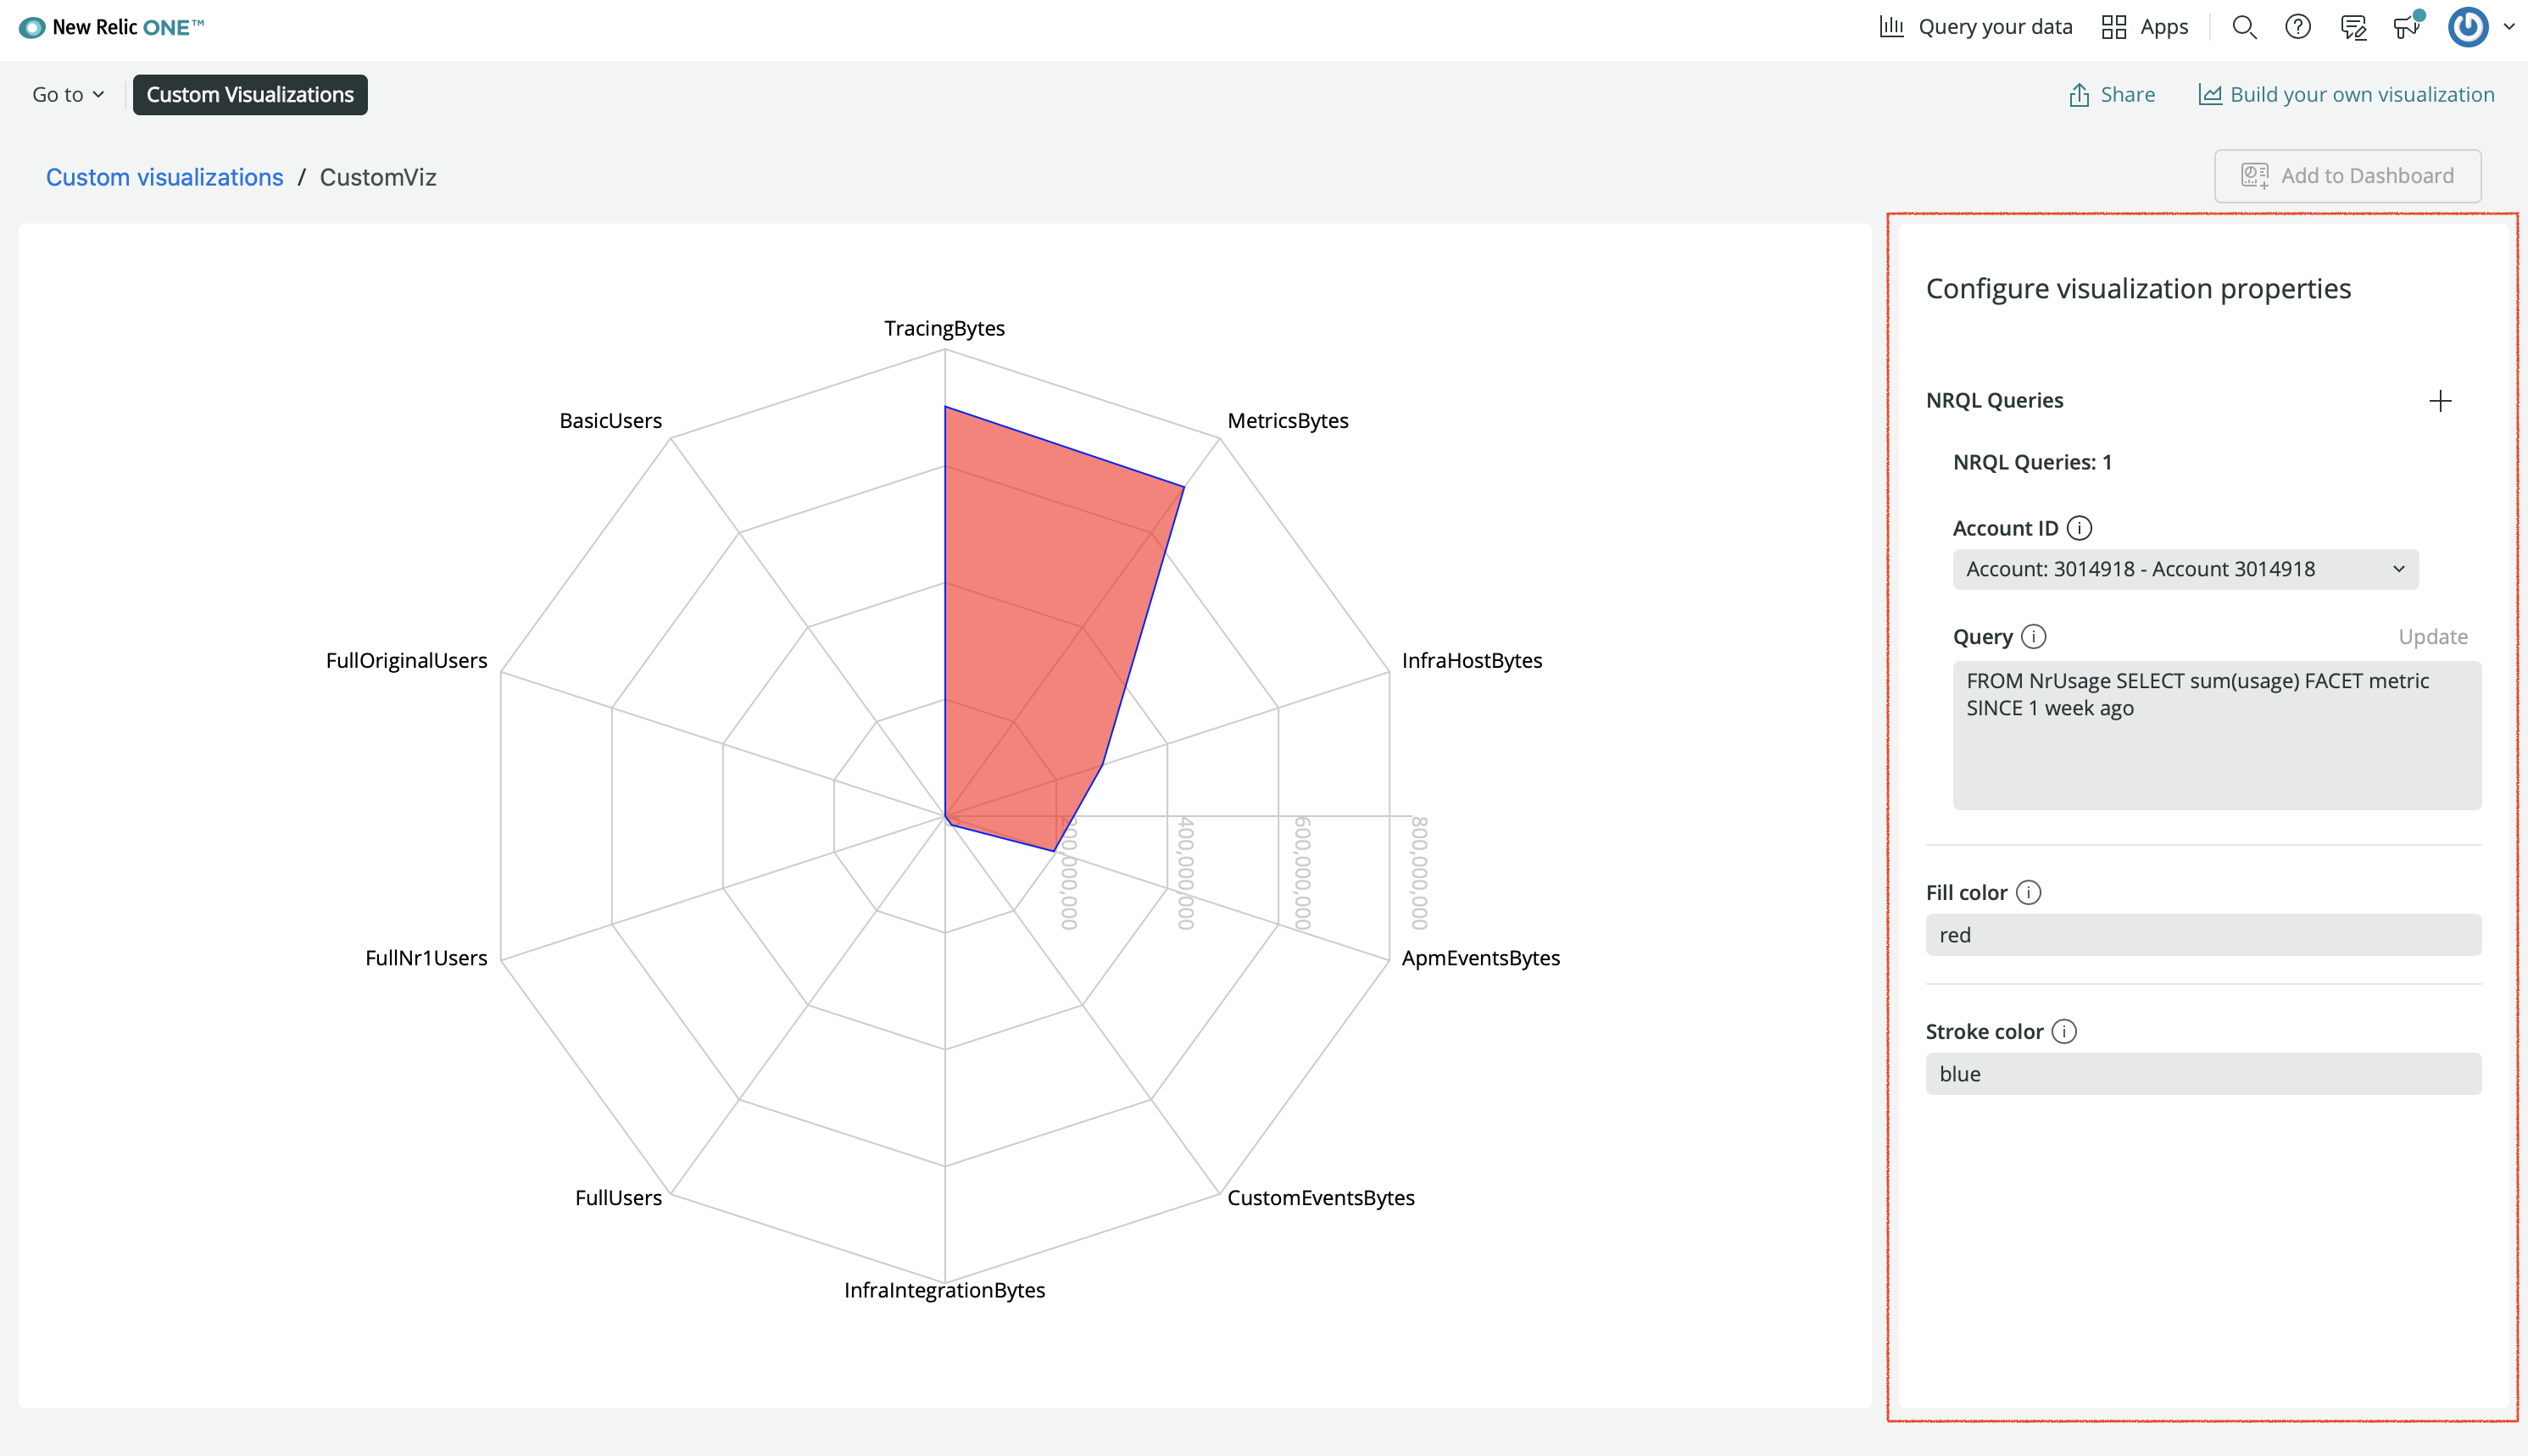 New Relic ONE™
Query your data
Apps
Go to
Custom Visualizations
Share
Build your own visualization
Custom visualizations / CustomViz
Add to Dashboard
TracingBytes
MetricsBytes
InfraHostBytes
ApmEventsBytes
CustomEventsBytes
InfraIntegrationBytes
FullUsers
FullNr1Users
FullOriginalUsers
BasicUsers
200,000,000
400,000,000
600,000,000
800,000,000
Configure visualization properties
NRQL Queries
NRQL Queries: 1
Account ID
Account: 3014918 - Account 3014918
Query
Update
FROM NrUsage SELECT sum(usage) FACET metric
SINCE 1 week ago
Fill color
red
Stroke color
blue